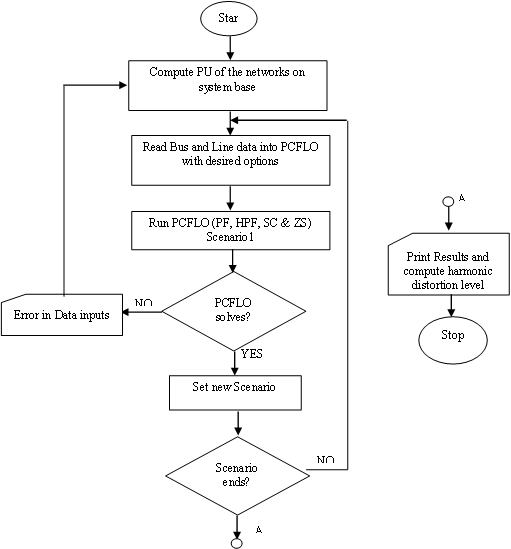 Star
Compute PU of the networks on
system base
Read Bus and Line data into PCFLO
with desired options
Run PCFLO (PF, HPF, SC & ZS)
Scenario1
PCFLO
solves?
NO
Error in Data inputs
YES
Set new Scenario
Scenario
ends?
NO
A
A
Print Results and
compute harmonic
distortion level
Stop